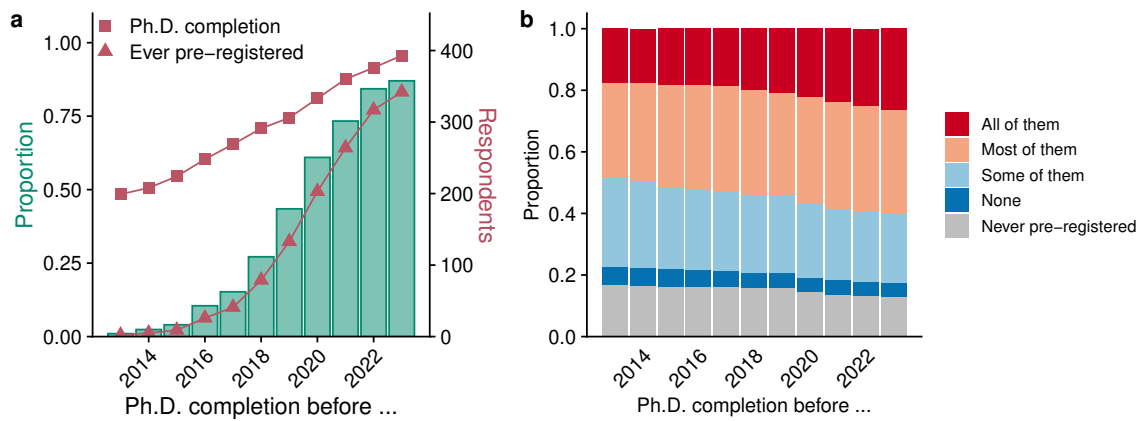 a
Ph.D. completion
Ever pre−registered
1.00
0.75
0.50
0.25
0.00
Proportion
400
300
200
100
0
Respondents
2014
2016
2018
2020
2022
Ph.D. completion before ...
b
1.0
0.8
0.6
0.4
0.2
0.0
Proportion
2014
2016
2018
2020
2022
Ph.D. completion before ...
All of them
Most of them
Some of them
None
Never pre−registered